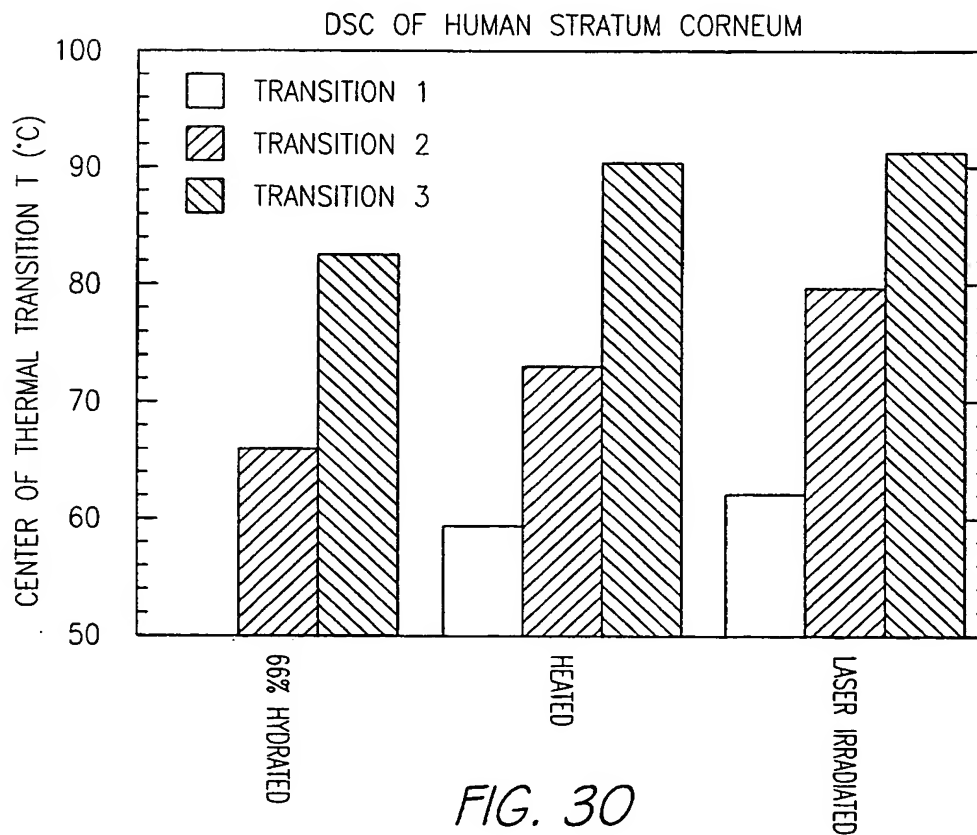 DSC OF HUMAN STRATUM CORNEUM
CENTER OF THERMAL TRANSITION T (°C)
100
90
80
70
60
50
TRANSITION 1
TRANSITION 2
TRANSITION 3
66% HYDRATED
HEATED
LASER IRRADIATED
FIG. 30